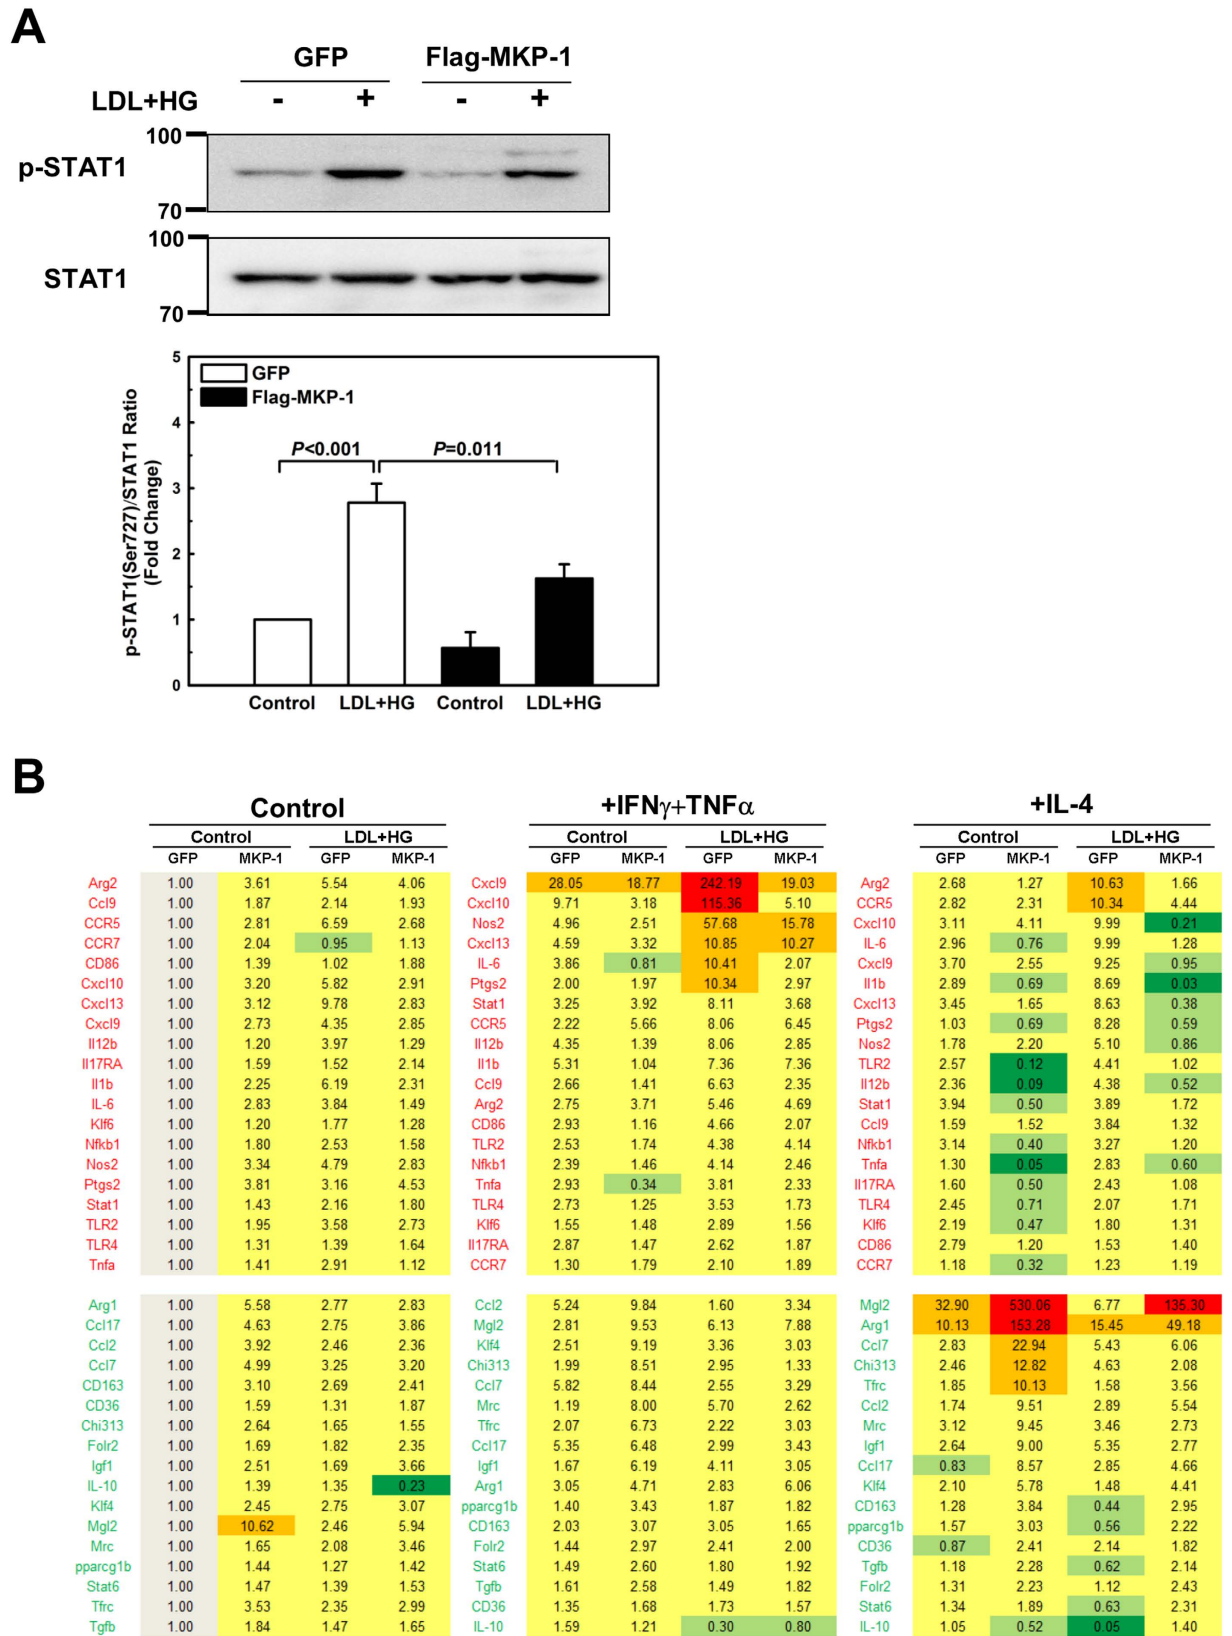 A
GFP Flag-MKP-1
LDL+HG - + - +
100
p-STAT1
70
100
STAT1
70
p-STAT1(Ser727)/STAT1 Ratio
(Fold Change)
5
4
3
2
1
0
GFP
Flag-MKP-1
P<0.001 P=0.011
Control LDL+HG Control LDL+HG
B
Control +IFNγ+TNFα +IL-4
Control LDL+HG Control LDL+HG Control LDL+HG
GFP MKP-1 GFP MKP-1 GFP MKP-1 GFP MKP-1 GFP MKP-1 GFP MKP-1
Arg2 1.00 3.61 5.54 4.06 Cxcl9 28.05 18.77 242.19 19.03 Arg2 2.68 1.27 10.63 1.66
Ccl9 1.00 1.87 2.14 1.93 Cxcl10 9.71 3.18 115.36 5.10 CCR5 2.82 2.31 10.34 4.44
CCR5 1.00 2.81 6.59 2.68 Nos2 4.96 2.51 57.68 15.78 Cxcl10 3.11 4.11 9.99 0.21
CCR7 1.00 2.04 0.95 1.13 Cxcl13 4.59 3.32 10.85 10.27 IL-6 2.96 0.76 9.99 1.28
CD86 1.00 1.39 1.02 1.88 IL-6 3.86 0.81 10.41 2.07 Cxcl9 3.70 2.55 9.25 0.95
Cxcl10 1.00 3.20 5.82 2.91 Ptgs2 2.00 1.97 10.34 2.97 Il1b 2.89 0.69 8.69 0.03
Cxcl13 1.00 3.12 9.78 2.83 Stat1 3.25 3.92 8.11 3.68 Cxcl13 3.45 1.65 8.63 0.38
Cxcl9 1.00 2.73 4.35 2.85 CCR5 2.22 5.66 8.06 6.45 Ptgs2 1.03 0.69 8.28 0.59
Il12b 1.00 1.20 3.97 1.29 Il12b 4.35 1.39 8.06 2.85 Nos2 1.78 2.20 5.10 0.86
Il17RA 1.00 1.59 1.52 2.14 Il1b 5.31 1.04 7.36 7.36 TLR2 2.57 0.12 4.41 1.02
Il1b 1.00 2.25 6.19 2.31 Ccl9 2.66 1.41 6.63 2.35 Il12b 2.36 0.09 4.38 0.52
IL-6 1.00 2.83 3.84 1.49 Arg2 2.75 3.71 5.46 4.69 Stat1 3.94 0.50 3.89 1.72
Klf6 1.00 1.20 1.77 1.28 CD86 2.93 1.16 4.66 2.07 Ccl9 1.59 1.52 3.84 1.32
Nfkb1 1.00 1.80 2.53 1.58 TLR2 2.53 1.74 4.38 4.14 Nfkb1 3.14 0.40 3.27 1.20
Nos2 1.00 3.34 4.79 2.83 Nfkb1 2.39 1.46 4.14 2.46 Tnfa 1.30 0.05 2.83 0.60
Ptgs2 1.00 3.81 3.16 4.53 Tnfa 2.93 0.34 3.81 2.33 Il17RA 1.60 0.50 2.43 1.08
Stat1 1.00 1.43 2.16 1.80 TLR4 2.73 1.25 3.53 1.73 TLR4 2.45 0.71 2.07 1.71
TLR2 1.00 1.95 3.58 2.73 Klf6 1.55 1.48 2.89 1.56 Klf6 2.19 0.47 1.80 1.31
TLR4 1.00 1.31 1.39 1.64 Il17RA 2.87 1.47 2.62 1.87 CD86 2.79 1.20 1.53 1.40
Tnfa 1.00 1.41 2.91 1.12 CCR7 1.30 1.79 2.10 1.89 CCR7 1.18 0.32 1.23 1.19
Arg1 1.00 5.58 2.77 2.83 Ccl2 5.24 9.84 1.60 3.34 Mgl2 32.90 530.06 6.77 135.30
Ccl17 1.00 4.63 2.75 3.86 Mgl2 2.81 9.53 6.13 7.88 Arg1 10.13 153.28 15.45 49.18
Ccl2 1.00 3.92 2.46 2.36 Klf4 2.51 9.19 3.36 3.03 Ccl7 2.83 22.94 5.43 6.06
Ccl7 1.00 4.99 3.25 3.20 Chi313 1.99 8.51 2.95 1.33 Chi313 2.46 12.82 4.63 2.08
CD163 1.00 3.10 2.69 2.41 Ccl7 5.82 8.44 2.55 3.29 Tfrc 1.85 10.13 1.58 3.56
CD36 1.00 1.59 1.31 1.87 Mrc 1.19 8.00 5.70 2.62 Ccl2 1.74 9.51 2.89 5.54
Chi313 1.00 2.64 1.65 1.55 Tfrc 2.07 6.73 2.22 3.03 Mrc 3.12 9.45 3.46 2.73
Folr2 1.00 1.69 1.82 2.35 Ccl17 5.35 6.48 2.99 3.43 Igf1 2.64 9.00 5.35 2.77
Igf1 1.00 2.51 1.69 3.66 Igf1 1.67 6.19 4.11 3.05 Ccl17 0.83 8.57 2.85 4.66
IL-10 1.00 1.39 1.35 0.23 Arg1 3.05 4.71 2.83 6.06 Klf4 2.10 5.78 1.48 4.41
Klf4 1.00 2.45 2.75 3.07 pparcg1b 1.40 3.43 1.87 1.82 CD163 1.28 3.84 0.44 2.95
Mgl2 1.00 10.62 2.46 5.94 CD163 2.03 3.07 3.05 1.65 pparcg1b 1.57 3.03 0.56 2.22
Mrc 1.00 1.65 2.08 3.46 Folr2 1.44 2.97 2.41 2.00 CD36 0.87 2.41 2.14 1.82
pparcg1b 1.00 1.44 1.27 1.42 Stat6 1.49 2.60 1.80 1.92 Tgfb 1.18 2.28 0.62 2.14
Stat6 1.00 1.47 1.39 1.53 Tgfb 1.61 2.58 1.49 1.82 Folr2 1.31 2.23 1.12 2.43
Tfrc 1.00 3.53 2.35 2.99 CD36 1.35 1.68 1.73 1.57 Stat6 1.34 1.89 0.63 2.31
Tgfb 1.00 1.84 1.47 1.65 IL-10 1.59 1.21 0.30 0.80 IL-10 1.05 0.52 0.05 1.40